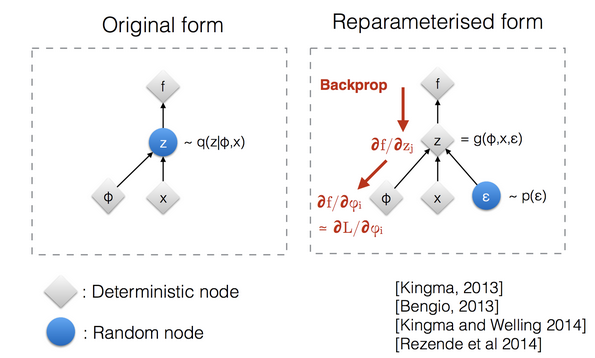 Original form
f
z
~ q(z|ϕ,x)
ϕ
x
Reparameterised form
Backprop
f
∂f/∂zⱼ
z
= g(ϕ,x,ε)
∂f/∂φᵢ
≃ ∂L/∂φᵢ
ϕ
x
ε
~ p(ε)
: Deterministic node
: Random node
[Kingma, 2013]
[Bengio, 2013]
[Kingma and Welling 2014]
[Rezende et al 2014]